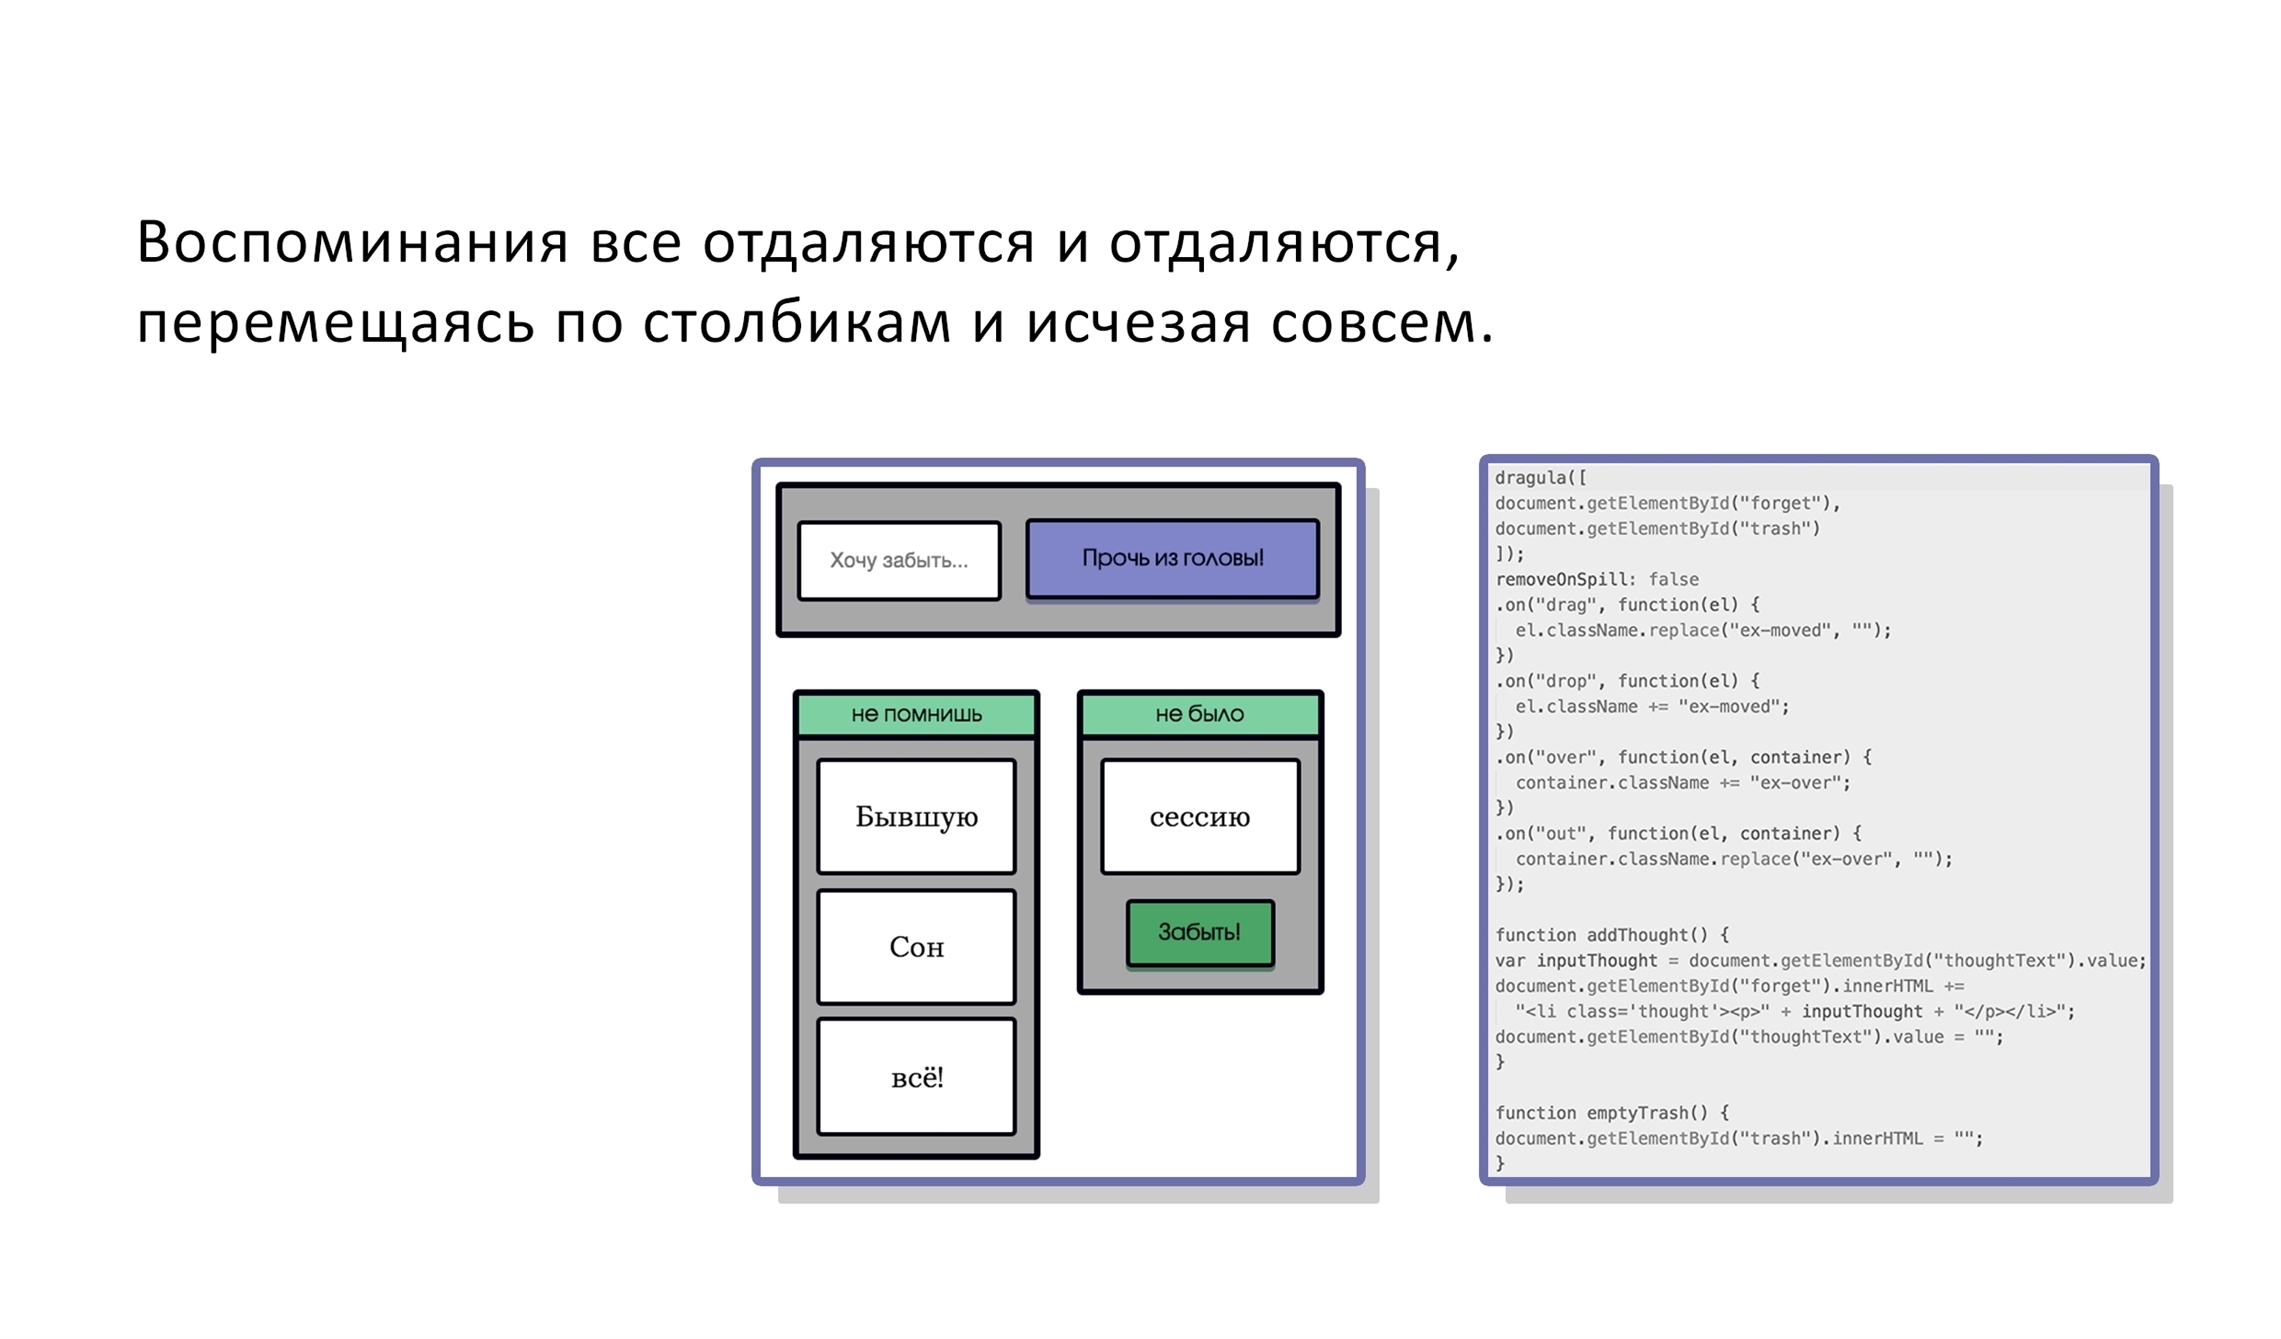 Воспоминания все отдаляются и отдаляются,
перемещаясь по столбикам и исчезая совсем.
Хочу забыть...
Прочь из головы!
не помнишь
Бывшую
Сон
всё!
не было
сессию
Забыть!
dragula([
document.getElementById("forget"),
document.getElementById("trash")
]);
removeOnSpill: false
.on("drag", function(el) {
  el.className.replace("ex-moved", "");
})
.on("drop", function(el) {
  el.className += "ex-moved";
})
.on("over", function(el, container) {
  container.className += "ex-over";
})
.on("out", function(el, container) {
  container.className.replace("ex-over", "");
});
function addThought() {
var inputThought = document.getElementById("thoughtText").value;
document.getElementById("forget").innerHTML +=
  "<li class='thought'><p>" + inputThought + "</p></li>";
document.getElementById("thoughtText").value = "";
}
function emptyTrash() {
document.getElementById("trash").innerHTML = "";
}